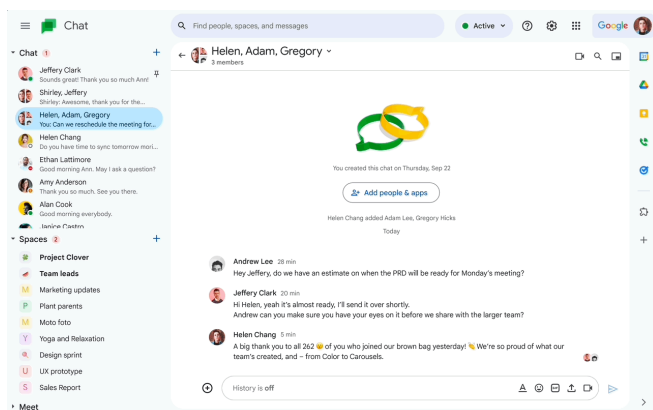 Chat
Find people, spaces, and messages
Active
Google
Chat 1
Jeffery Clark
Sounds great! Thank you so much Ann!
Shirley, Jeffery
Shirley: Awesome, thank you for the...
Helen, Adam, Gregory
You: Can we reschedule the meeting for...
Helen Chang
Do you have time to sync tomorrow mori...
Ethan Lattimore
Good morning Ann. May I ask a question?
Amy Anderson
Thank you so much. See you there.
Alan Cook
Good morning everybody.
Janice Castro
Spaces 2
Project Clover
Team leads
M Marketing updates
P Plant parents
M Moto foto
Y Yoga and Relaxation
Design sprint
U UX prototype
S Sales Report
Meet
Helen, Adam, Gregory
3 members
You created this chat on Thursday, Sep 22
Add people & apps
Helen Chang added Adam Lee, Gregory Hicks
Today
Andrew Lee 28 min
Hey Jeffery, do we have an estimate on when the PRD will be ready for Monday's meeting?
Jeffery Clark 20 min
Hi Helen, yeah it's almost ready, I'll send it over shortly.
Andrew can you make sure you have your eyes on it before we share with the larger team?
Helen Chang 5 min
A big thank you to all 262 👑 of you who joined our brown bag yesterday! 👏 We're so proud of what our
team's created, and – from Color to Carousels.
History is off